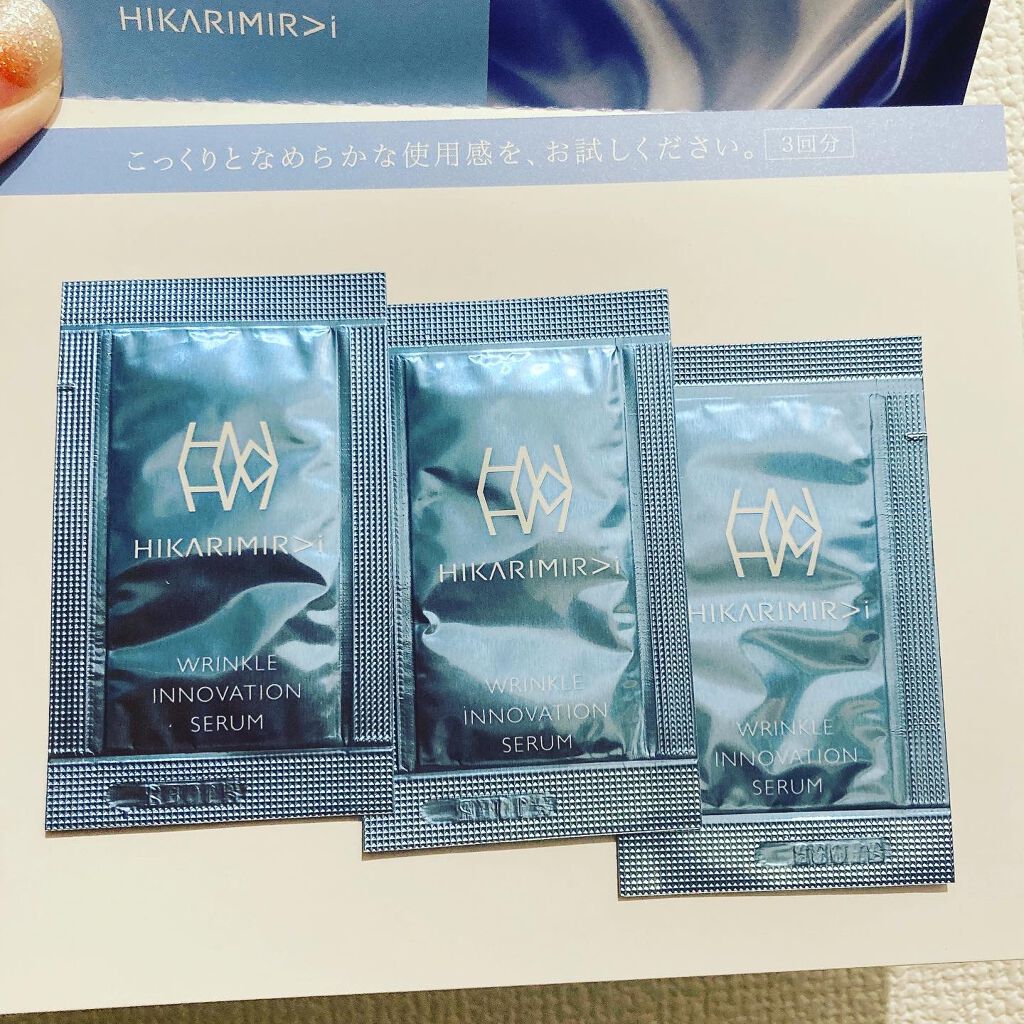 HIKARIMIR>i
こっくりとなめらかな使用感を、お試しください。 3回分
HIKARIMIR>i
WRINKLE
INNOVATION
SERUM
HIKARIMIR>i
WRINKLE
iNNOVATION
SERUM
HIKARIMIR>i
WRINKLE
INNOVATION
SERUM